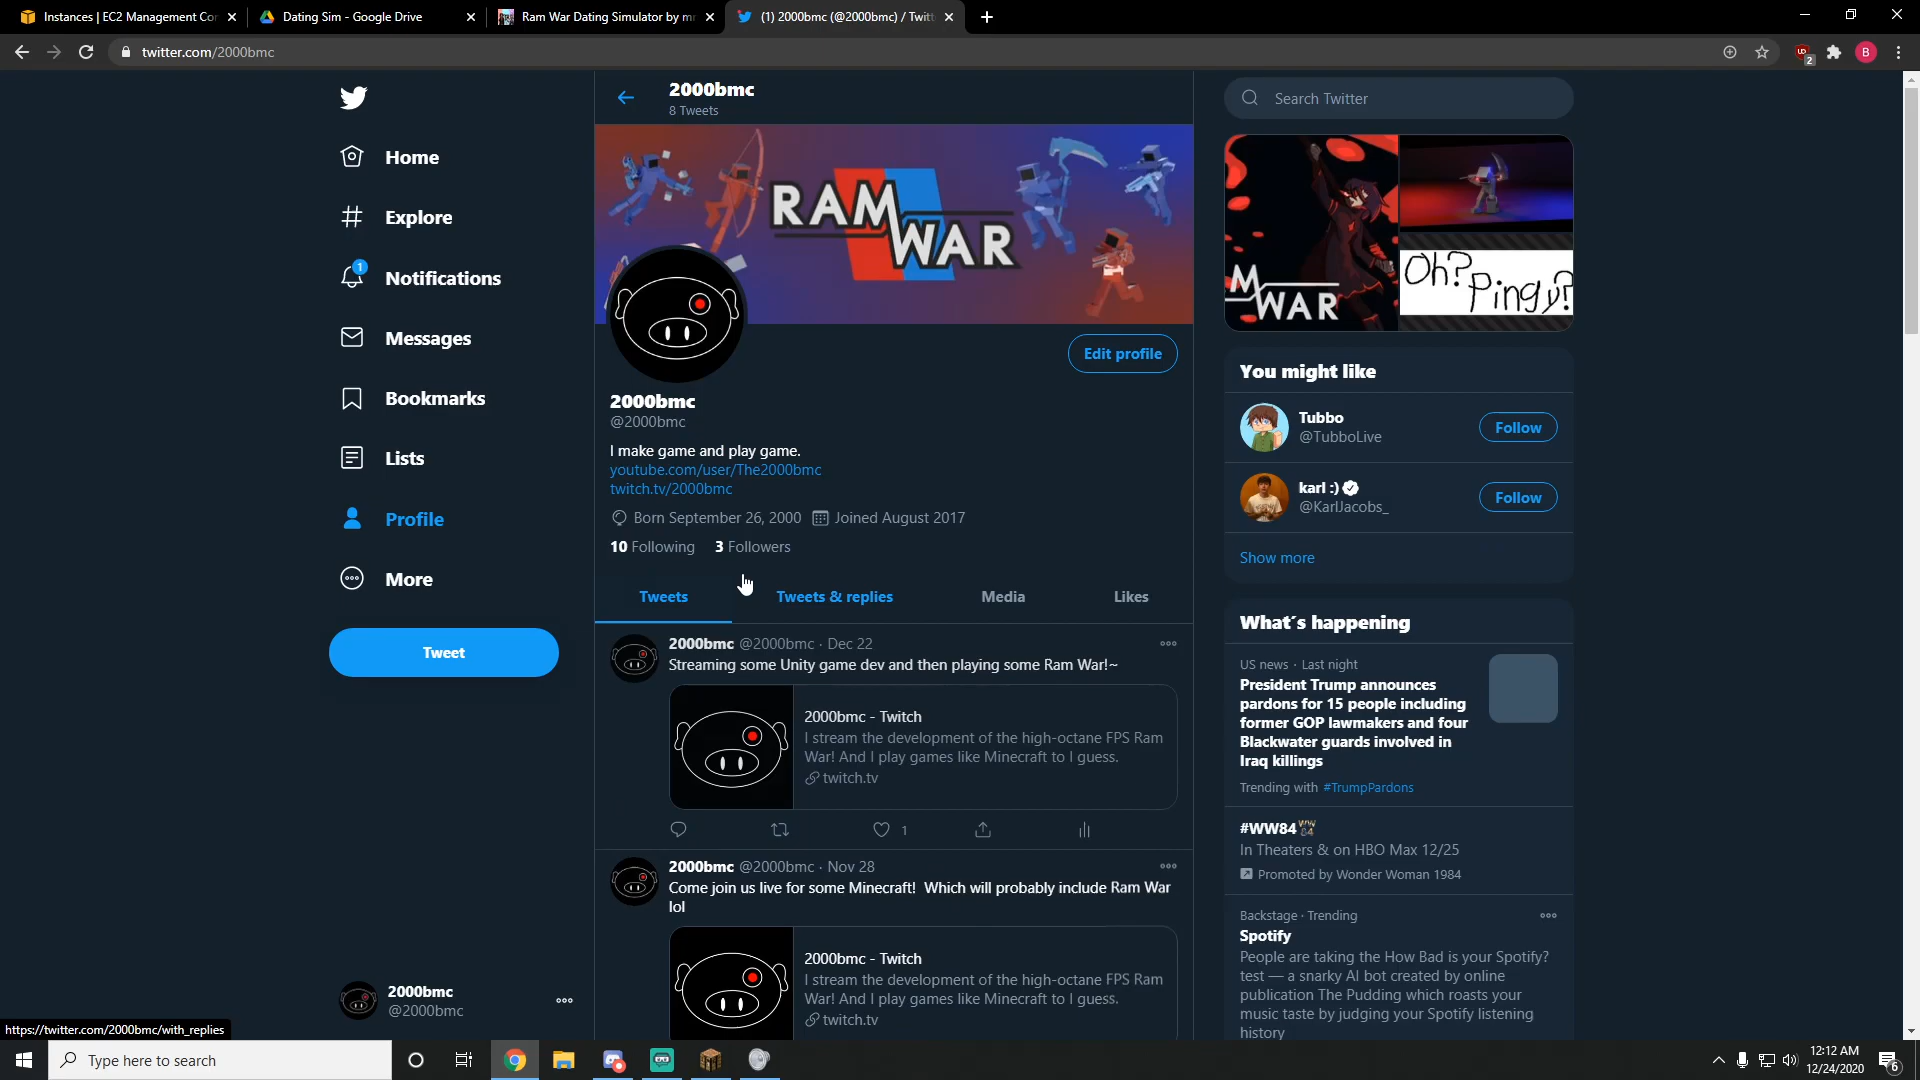 Instances | EC2 Management Cor
Dating Sim - Google Drive
Ram War Dating Simulator by mr
(1) 2000bmc (@2000bmc) / Twitt
twitter.com/2000bmc
UD
2
B
2000bmc
8 Tweets
Search Twitter
Home
Explore
1
Notifications
Messages
Bookmarks
Lists
Profile
More
Tweet
RAM
WAR
Edit profile
2000bmc
@2000bmc
I make game and play game.
youtube.com/user/The2000bmc
twitch.tv/2000bmc
Born September 26, 2000
Joined August 2017
10 Following
3 Followers
Tweets
Tweets & replies
Media
Likes
2000bmc @2000bmc · Dec 22
Streaming some Unity game dev and then playing some Ram War!~
2000bmc - Twitch
I stream the development of the high-octane FPS Ram
War! And I play games like Minecraft to I guess.
twitch.tv
1
2000bmc @2000bmc · Nov 28
Come join us live for some Minecraft! Which will probably include Ram War
lol
2000bmc - Twitch
I stream the development of the high-octane FPS Ram
War! And I play games like Minecraft to I guess.
twitch.tv
M WAR
Oh? Pingy?
You might like
Tubbo
@TubboLive
Follow
karl :)
@KarlJacobs_
Follow
Show more
What's happening
US news · Last night
President Trump announces
pardons for 15 people including
former GOP lawmakers and four
Blackwater guards involved in
Iraq killings
Trending with #TrumpPardons
#WW84
In Theaters & on HBO Max 12/25
Promoted by Wonder Woman 1984
Backstage · Trending
Spotify
People are taking the How Bad is your Spotify?
test — a snarky AI bot created by online
publication The Pudding which roasts your
music taste by judging your Spotify listening
history
2000bmc
@2000bmc
https://twitter.com/2000bmc/with_replies
Type here to search
12:12 AM
12/24/2020
6